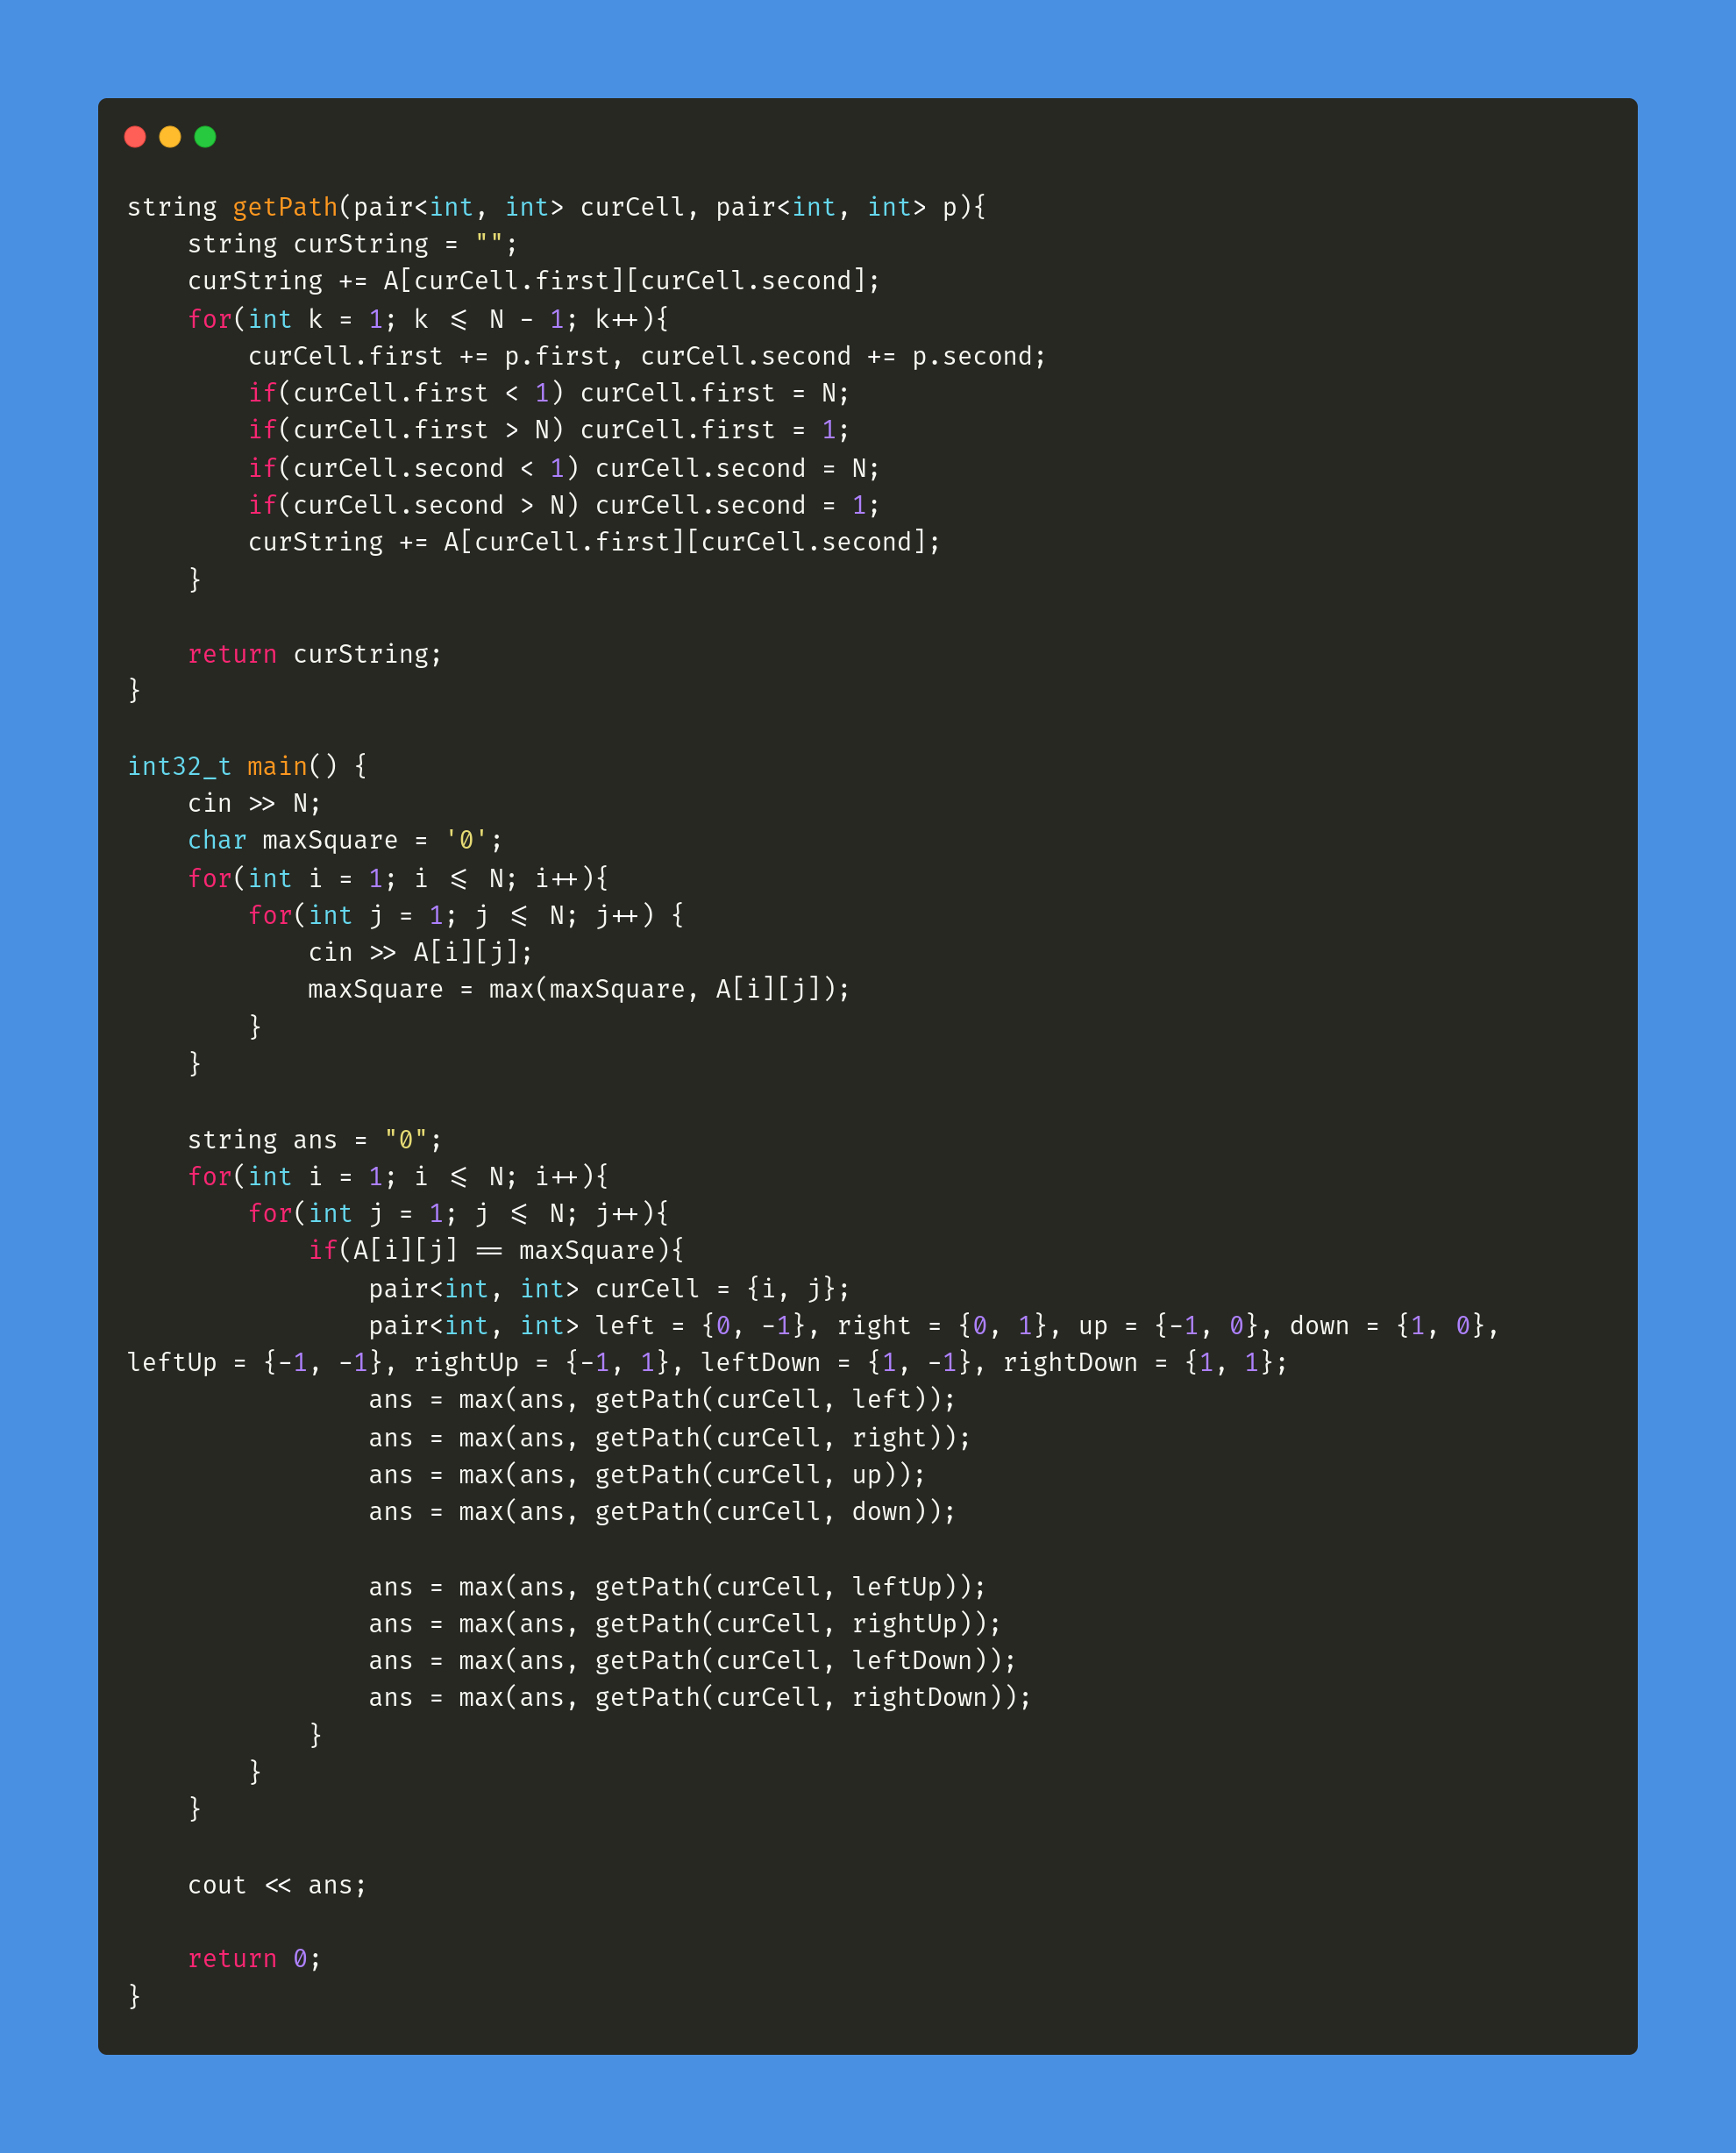 string getPath(pair<int, int> curCell, pair<int, int> p){
    string curString = "";
    curString += A[curCell.first][curCell.second];
    for(int k = 1; k <= N - 1; k++){
        curCell.first += p.first, curCell.second += p.second;
        if(curCell.first < 1) curCell.first = N;
        if(curCell.first > N) curCell.first = 1;
        if(curCell.second < 1) curCell.second = N;
        if(curCell.second > N) curCell.second = 1;
        curString += A[curCell.first][curCell.second];
    }

    return curString;
}

int32_t main() {
    cin >> N;
    char maxSquare = '0';
    for(int i = 1; i <= N; i++){
        for(int j = 1; j <= N; j++) {
            cin >> A[i][j];
            maxSquare = max(maxSquare, A[i][j]);
        }
    }

    string ans = "0";
    for(int i = 1; i <= N; i++){
        for(int j = 1; j <= N; j++){
            if(A[i][j] == maxSquare){
                pair<int, int> curCell = {i, j};
                pair<int, int> left = {0, -1}, right = {0, 1}, up = {-1, 0}, down = {1, 0},
leftUp = {-1, -1}, rightUp = {-1, 1}, leftDown = {1, -1}, rightDown = {1, 1};
                ans = max(ans, getPath(curCell, left));
                ans = max(ans, getPath(curCell, right));
                ans = max(ans, getPath(curCell, up));
                ans = max(ans, getPath(curCell, down));

                ans = max(ans, getPath(curCell, leftUp));
                ans = max(ans, getPath(curCell, rightUp));
                ans = max(ans, getPath(curCell, leftDown));
                ans = max(ans, getPath(curCell, rightDown));
            }
        }
    }

    cout << ans;

    return 0;
}